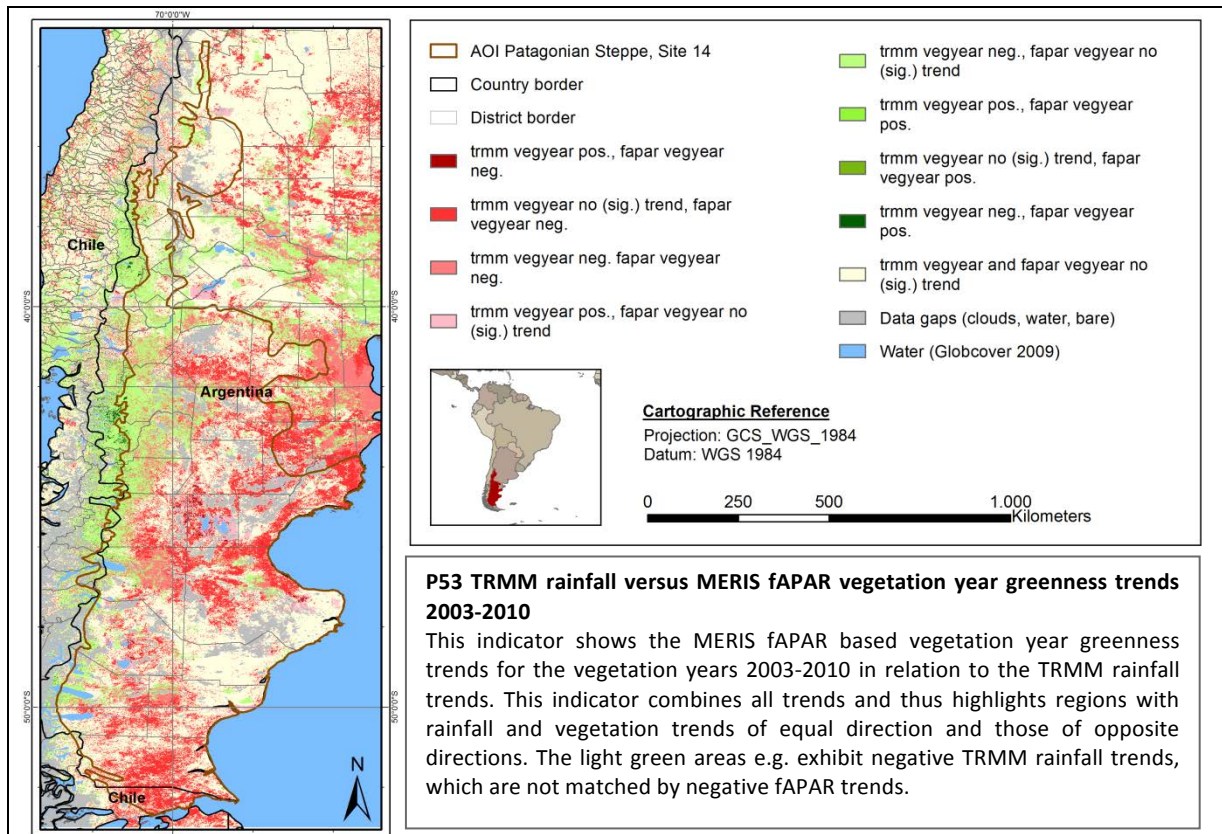 70°0'0"W
40°0'0"S
50°0'0"S
Chile
Argentina
Chile
N
40°0'0"S
50°0'0"S
AOI Patagonian Steppe, Site 14
Country border
District border
trmm vegyear pos., fapar vegyear
neg.
trmm vegyear no (sig.) trend, fapar
vegyear neg.
trmm vegyear neg. fapar vegyear
neg.
trmm vegyear pos., fapar vegyear no
(sig.) trend
trmm vegyear neg., fapar vegyear no
(sig.) trend
trmm vegyear pos., fapar vegyear
pos.
trmm vegyear no (sig.) trend, fapar
vegyear pos.
trmm vegyear neg., fapar vegyear
pos.
trmm vegyear and fapar vegyear no
(sig.) trend
Data gaps (clouds, water, bare)
Water (Globcover 2009)
Cartographic Reference
Projection: GCS_WGS_1984
Datum: WGS 1984
0 250 500 1.000
Kilometers
P53 TRMM rainfall versus MERIS fAPAR vegetation year greenness trends
2003-2010
This indicator shows the MERIS fAPAR based vegetation year greenness
trends for the vegetation years 2003-2010 in relation to the TRMM rainfall
trends. This indicator combines all trends and thus highlights regions with
rainfall and vegetation trends of equal direction and those of opposite
directions. The light green areas e.g. exhibit negative TRMM rainfall trends,
which are not matched by negative fAPAR trends.